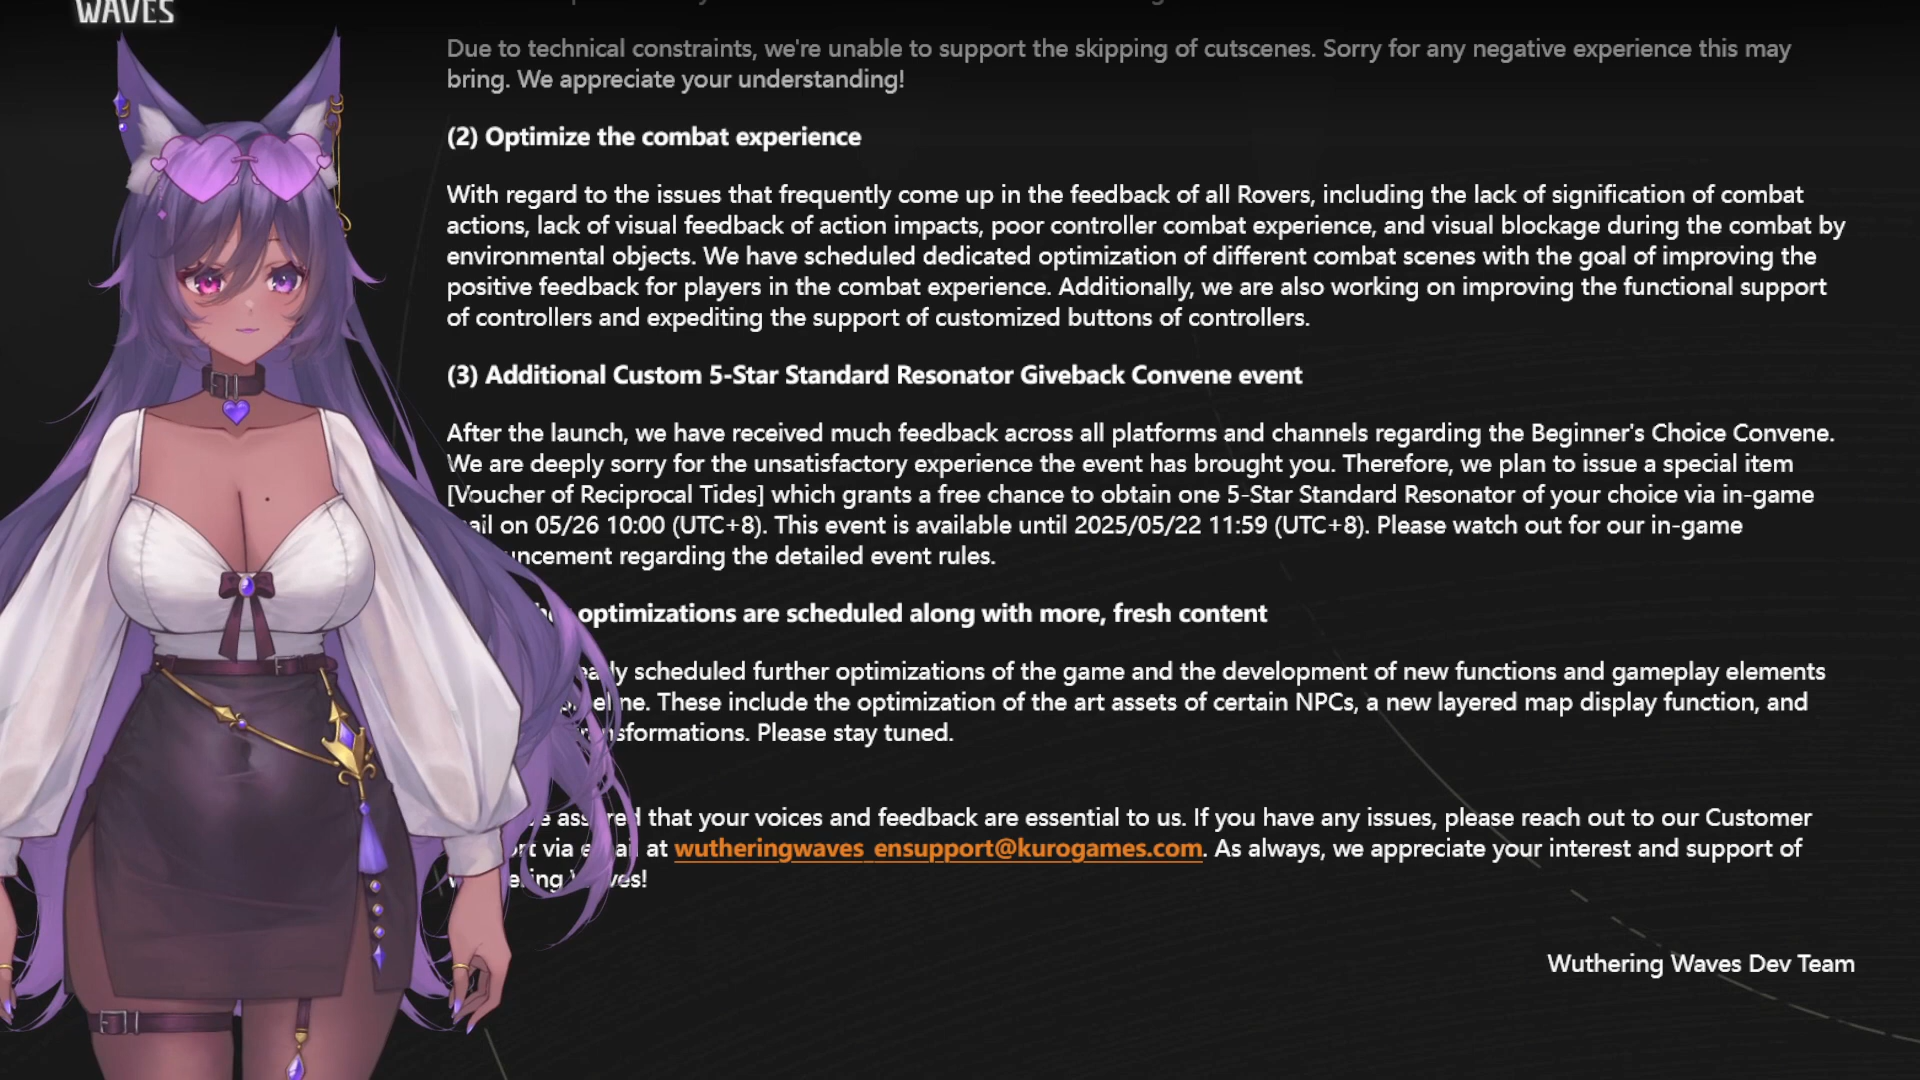 WAVES
Due to technical constraints, we're unable to support the skipping of cutscenes. Sorry for any negative experience this may
bring. We appreciate your understanding!
(2) Optimize the combat experience
With regard to the issues that frequently come up in the feedback of all Rovers, including the lack of signification of combat
actions, lack of visual feedback of action impacts, poor controller combat experience, and visual blockage during the combat by
environmental objects. We have scheduled dedicated optimization of different combat scenes with the goal of improving the
positive feedback for players in the combat experience. Additionally, we are also working on improving the functional support
of controllers and expediting the support of customized buttons of controllers.
(3) Additional Custom 5-Star Standard Resonator Giveback Convene event
After the launch, we have received much feedback across all platforms and channels regarding the Beginner's Choice Convene.
We are deeply sorry for the unsatisfactory experience the event has brought you. Therefore, we plan to issue a special item
[Voucher of Reciprocal Tides] which grants a free chance to obtain one 5-Star Standard Resonator of your choice via in-game
on 05/26 10:00 (UTC+8). This event is available until 2025/05/22 11:59 (UTC+8). Please watch out for our in-game
regarding the detailed event rules.
optimizations are scheduled along with more, fresh content
scheduled further optimizations of the game and the development of new functions and gameplay elements
These include the optimization of the art assets of certain NPCs, a new layered map display function, and
Please stay tuned.
that your voices and feedback are essential to us. If you have any issues, please reach out to our Customer
via email at wutheringwaves_ensupport@kurogames.com. As always, we appreciate your interest and support of
Wuthering Waves!
Wuthering Waves Dev Team